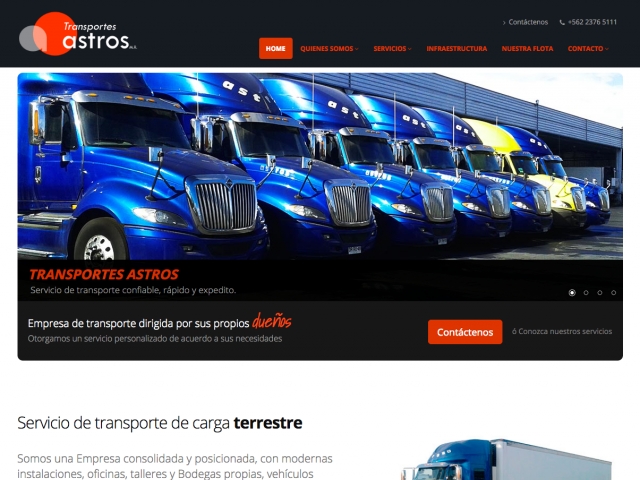 Transportes
astros
› Contáctenos
+562 2376 5111
HOME
QUIENES SOMOS
SERVICIOS
INFRAESTRUCTURA
NUESTRA FLOTA
CONTACTO
TRANSPORTES ASTROS
Servicio de transporte confiable, rápido y expedito.
Empresa de transporte dirigida por sus propios dueños
Otorgamos un servicio personalizado de acuerdo a sus necesidades
Contáctenos
ó Conozca nuestros servicios
Servicio de transporte de carga terrestre
Somos una Empresa consolidada y posicionada, con modernas
instalaciones, oficinas, talleres y Bodegas propias, vehículos